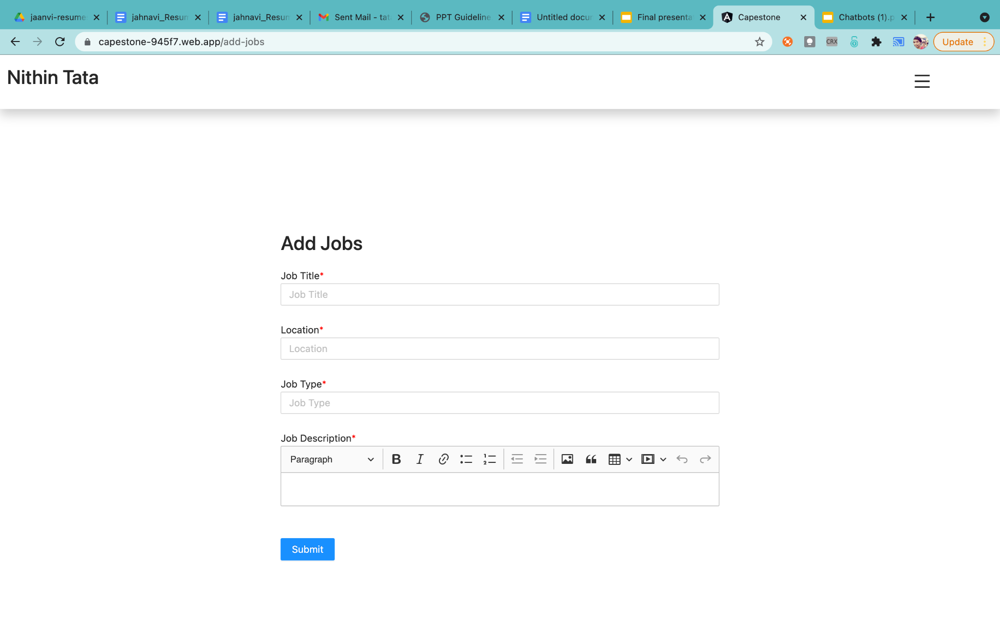 jaanvi-resume
jahnavi_Resum
jahnavi_Resum
Sent Mail - tat
PPT Guideline
Untitled docur
Final presenta
Capestone
Chatbots (1).p
capestone-945f7.web.app/add-jobs
CRX
Update
Nithin Tata
Add Jobs
Job Title*
Job Title
Location*
Location
Job Type*
Job Type
Job Description*
Paragraph
Submit